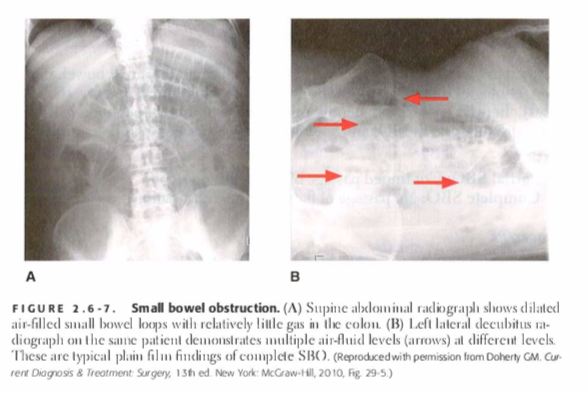 A
B
FIGURE 2.6-7. Small bowel obstruction. (A) Supine abdominal radiograph shows dilated
air-filled small bowel loops with relatively little gas in the colon. (B) Left lateral decubitus ra-
diograph on the same patient demonstrates multiple air-fluid levels (arrows) at different levels.
These are typical plain film findings of complete SBO. (Reproduced with permission from Doherty GM. Cur-
rent Diagnosis & Treatment: Surgery, 13th ed. New York: McGraw-Hill, 2010, Fig. 29-5.)